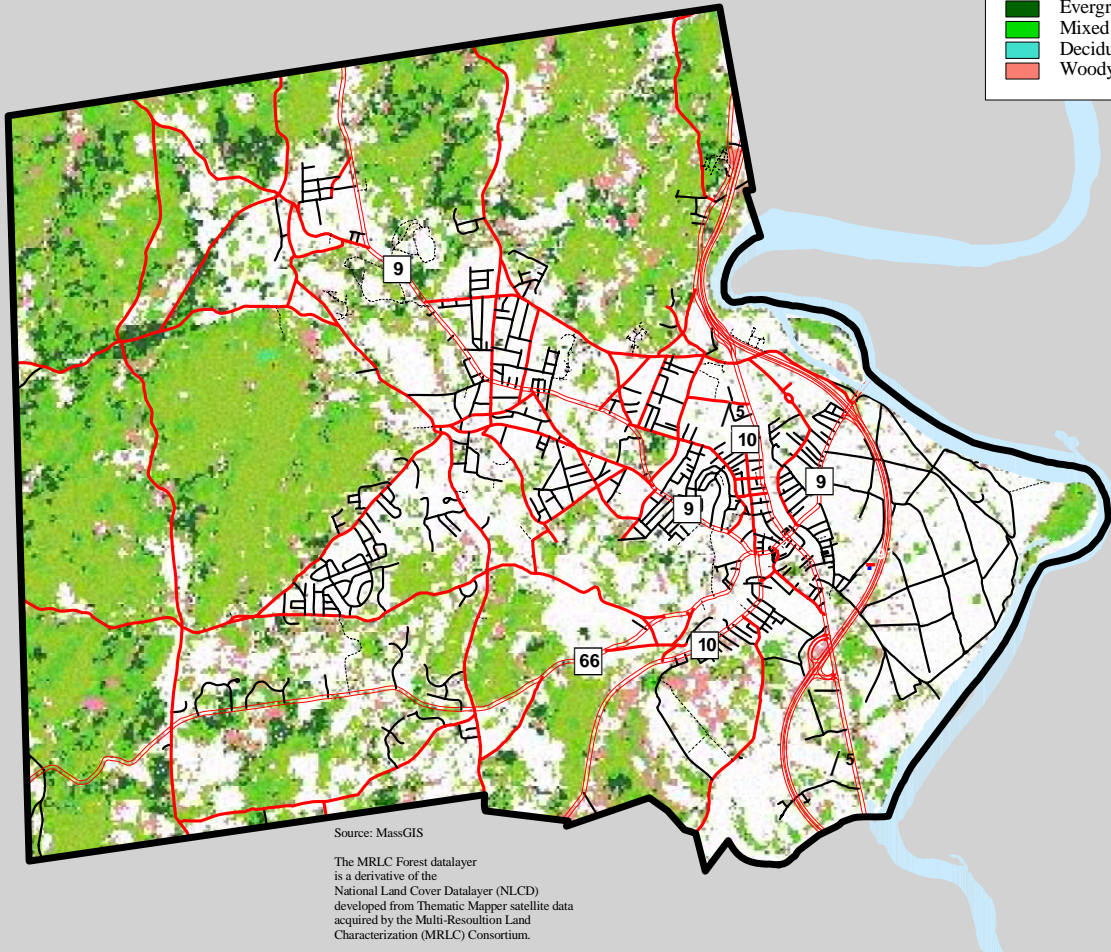 Evergr
Mixed
Decidu
Woody
9
5
10
9
9
10
66
5
Source: MassGIS
The MRLC Forest datalayer
is a derivative of the
National Land Cover Datalayer (NLCD)
developed from Thematic Mapper satellite data
acquired by the Multi-Resoultion Land
Characterization (MRLC) Consortium.